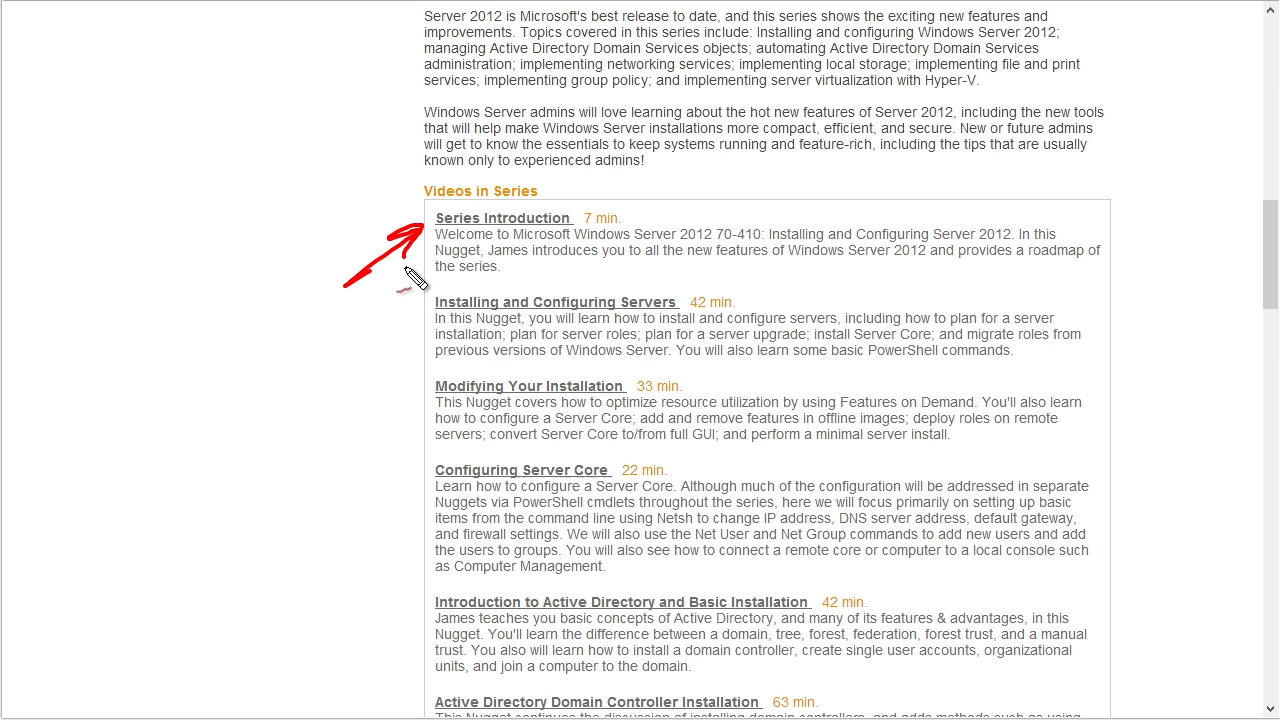 Server 2012 is Microsoft's best release to date, and this series shows the exciting new features and
improvements. Topics covered in this series include: Installing and configuring Windows Server 2012;
managing Active Directory Domain Services objects; automating Active Directory Domain Services
administration; implementing networking services; implementing local storage; implementing file and print
services; implementing group policy; and implementing server virtualization with Hyper-V.
Windows Server admins will love learning about the hot new features of Server 2012, including the new tools
that will help make Windows Server installations more compact, efficient, and secure. New or future admins
will get to know the essentials to keep systems running and feature-rich, including the tips that are usually
known only to experienced admins!
Videos in Series
Series Introduction 7 min.
Welcome to Microsoft Windows Server 2012 70-410: Installing and Configuring Server 2012. In this
Nugget, James introduces you to all the new features of Windows Server 2012 and provides a roadmap of
the series.
Installing and Configuring Servers 42 min.
In this Nugget, you will learn how to install and configure servers, including how to plan for a server
installation; plan for server roles; plan for a server upgrade; install Server Core; and migrate roles from
previous versions of Windows Server. You will also learn some basic PowerShell commands.
Modifying Your Installation 33 min.
This Nugget covers how to optimize resource utilization by using Features on Demand. You'll also learn
how to configure a Server Core; add and remove features in offline images; deploy roles on remote
servers; convert Server Core to/from full GUI; and perform a minimal server install.
Configuring Server Core 22 min.
Learn how to configure a Server Core. Although much of the configuration will be addressed in separate
Nuggets via PowerShell cmdlets throughout the series, here we will focus primarily on setting up basic
items from the command line using Netsh to change IP address, DNS server address, default gateway,
and firewall settings. We will also use the Net User and Net Group commands to add new users and add
the users to groups. You will also see how to connect a remote core or computer to a local console such
as Computer Management.
Introduction to Active Directory and Basic Installation 42 min.
James teaches you basic concepts of Active Directory, and many of its features & advantages, in this
Nugget. You'll learn the difference between a domain, tree, forest, federation, forest trust, and a manual
trust. You also will learn how to install a domain controller, create single user accounts, organizational
units, and join a computer to the domain.
Active Directory Domain Controller Installation 63 min.
This Nugget continues the discussion of installing domain controllers, and adds methods such as using